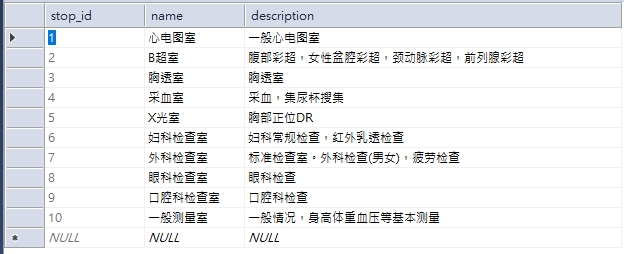 stop_id name description
1 心电图室 一般心电图室
2 B超室 腹部彩超，女性盆腔彩超，颈动脉彩超，前列腺彩超
3 胸透室 胸透室
4 采血室 采血，集尿杯搜集
5 X光室 胸部正位DR
6 妇科检查室 妇科常规检查，红外乳透检查
7 外科检查室 标准检查室。外科检查(男女)，疲劳检查
8 眼科检查室 眼科检查
9 口腔科检查室 口腔科检查
10 一般测量室 一般情况，身高体重血压等基本测量
NULL NULL NULL